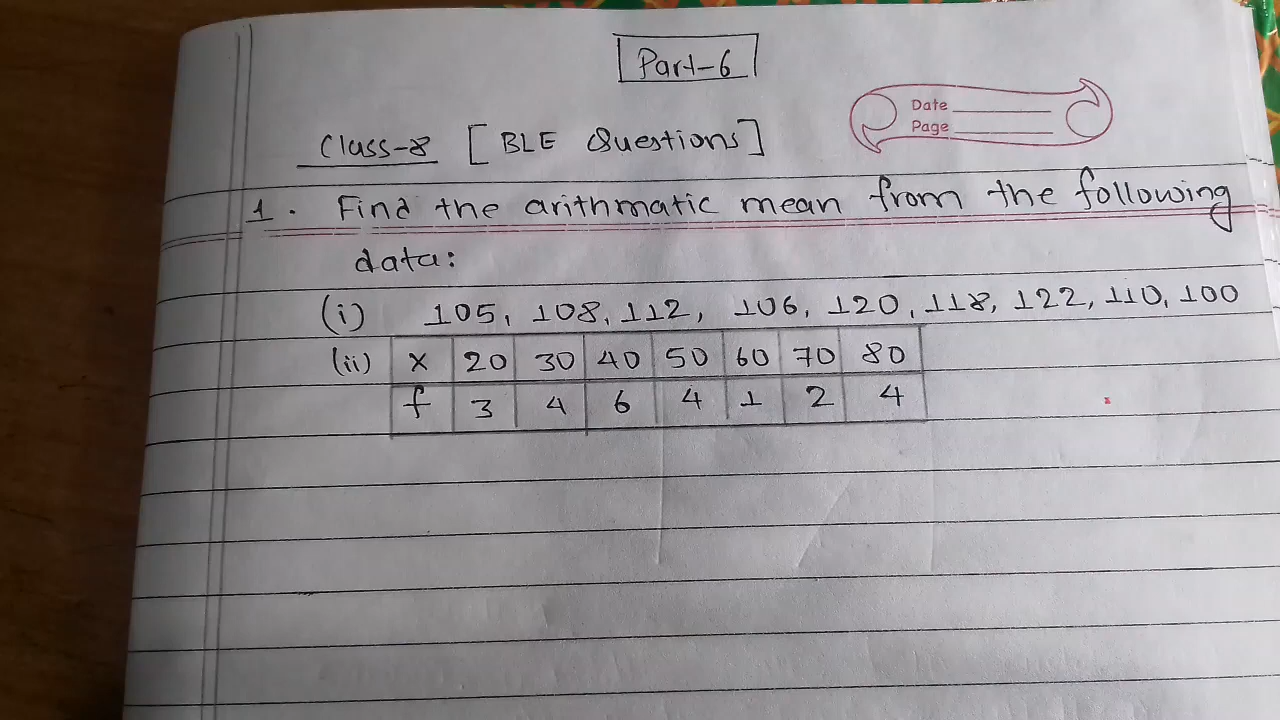 Part-6
Date
Page
Class-8 [BLE Questions]
1. Find the arithmatic mean from the following
data:
(i) 105, 108, 112, 106, 120, 118, 122, 110, 100
(ii) x 20 30 40 50 60 70 80
f 3 4 6 4 1 2 4